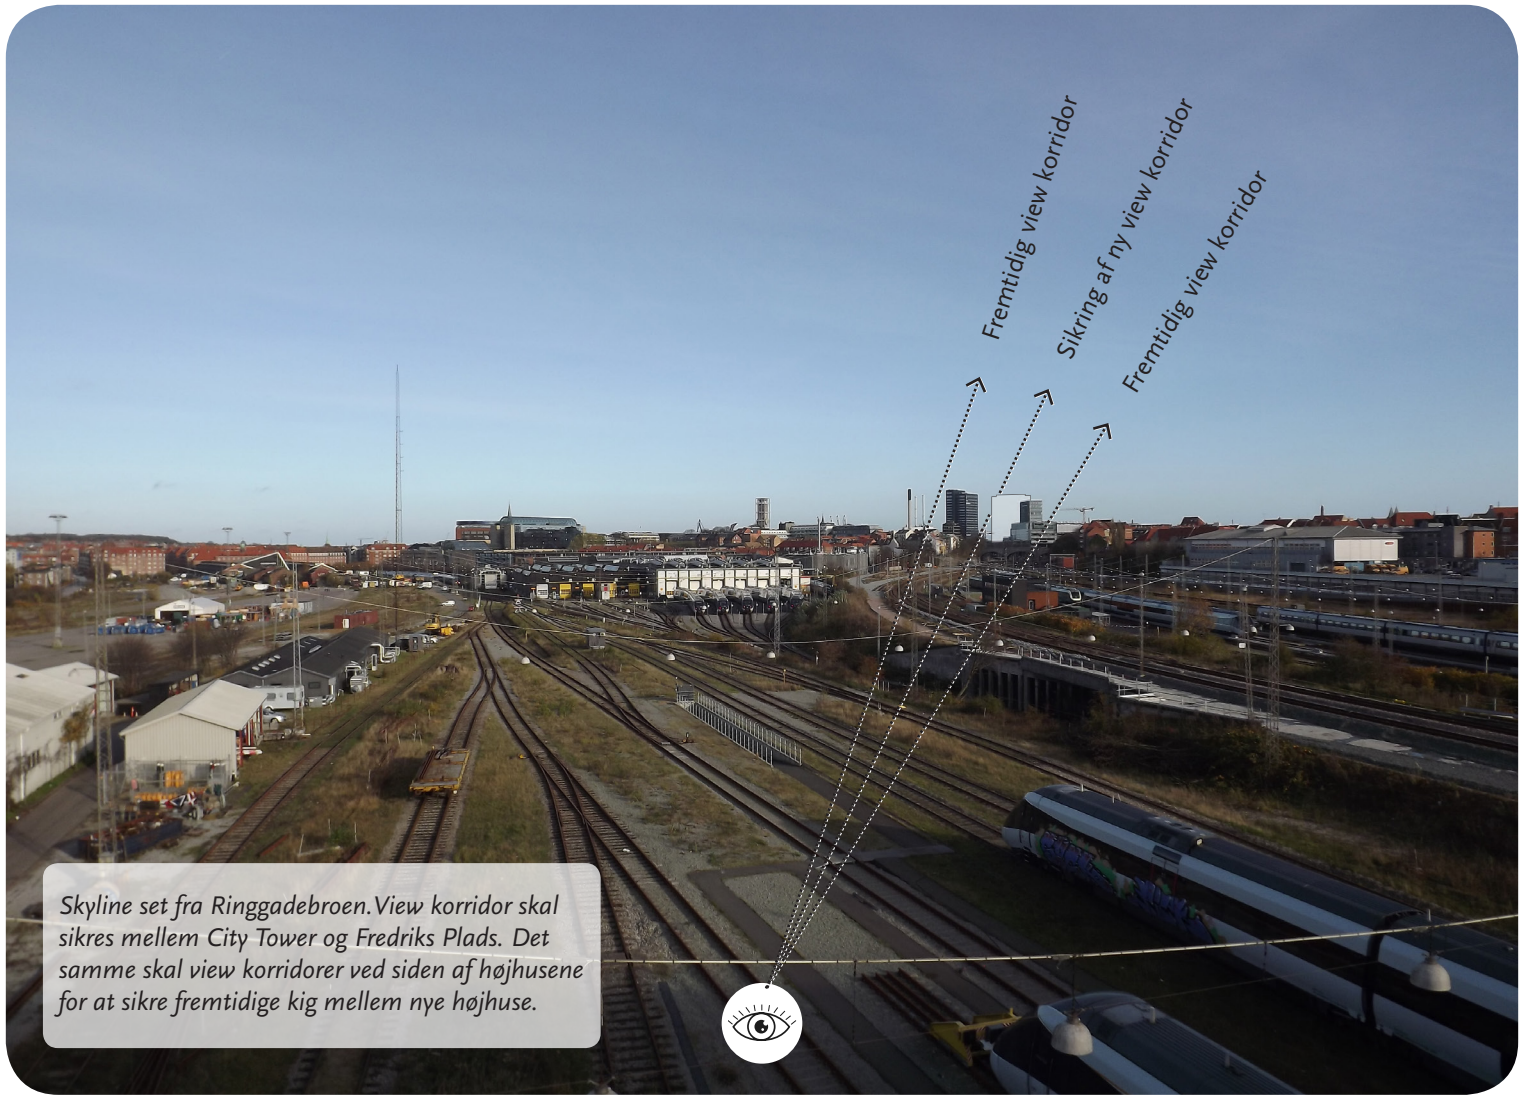 Fremtidig view korridor
Sikring af ny view korridor
Fremtidig view korridor
Skyline set fra Ringgadebroen.View korridor skal
sikres mellem City Tower og Fredriks Plads. Det
samme skal view korridorer ved siden af højhusene
for at sikre fremtidige kig mellem nye højhuse.